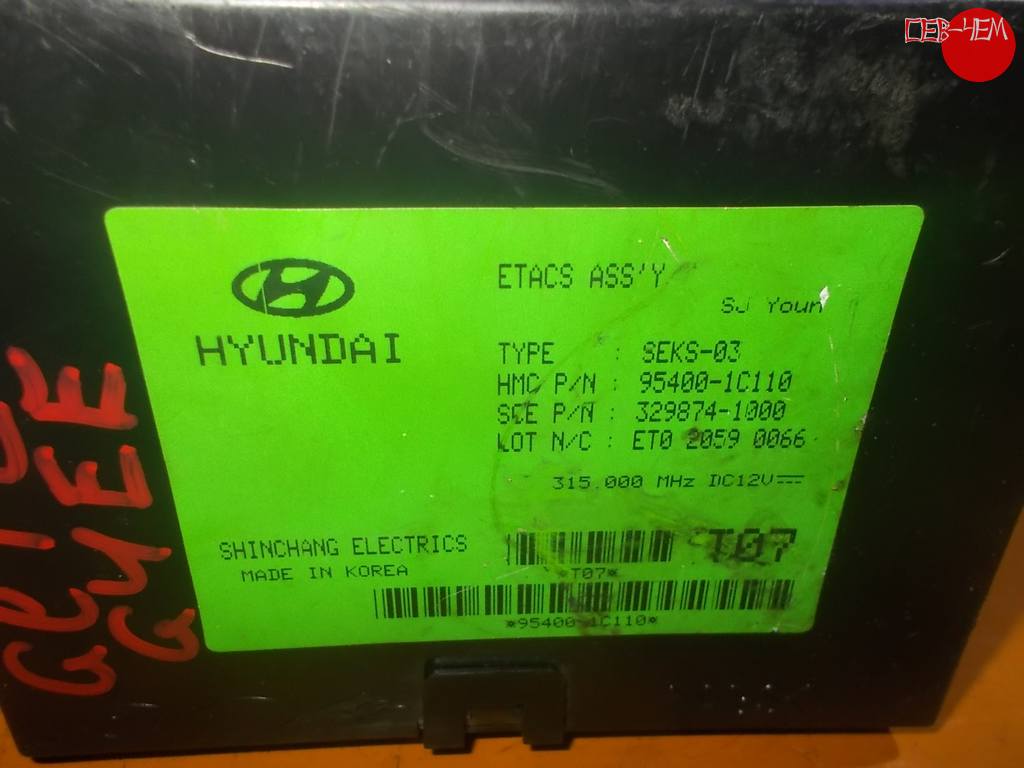 СЕВ-ЧЕМ
HYUNDAI
ETACS ASS'Y
SJ Youn
TYPE : SEKS-03
HMC P/N : 95400-1C110
SCE P/N : 329874-1000
LOT N/C : ET0 2059 0066
315.000 MHz DC12V
SHINCHANG ELECTRICS
MADE IN KOREA
T07
*T07*
*95400-1C110*